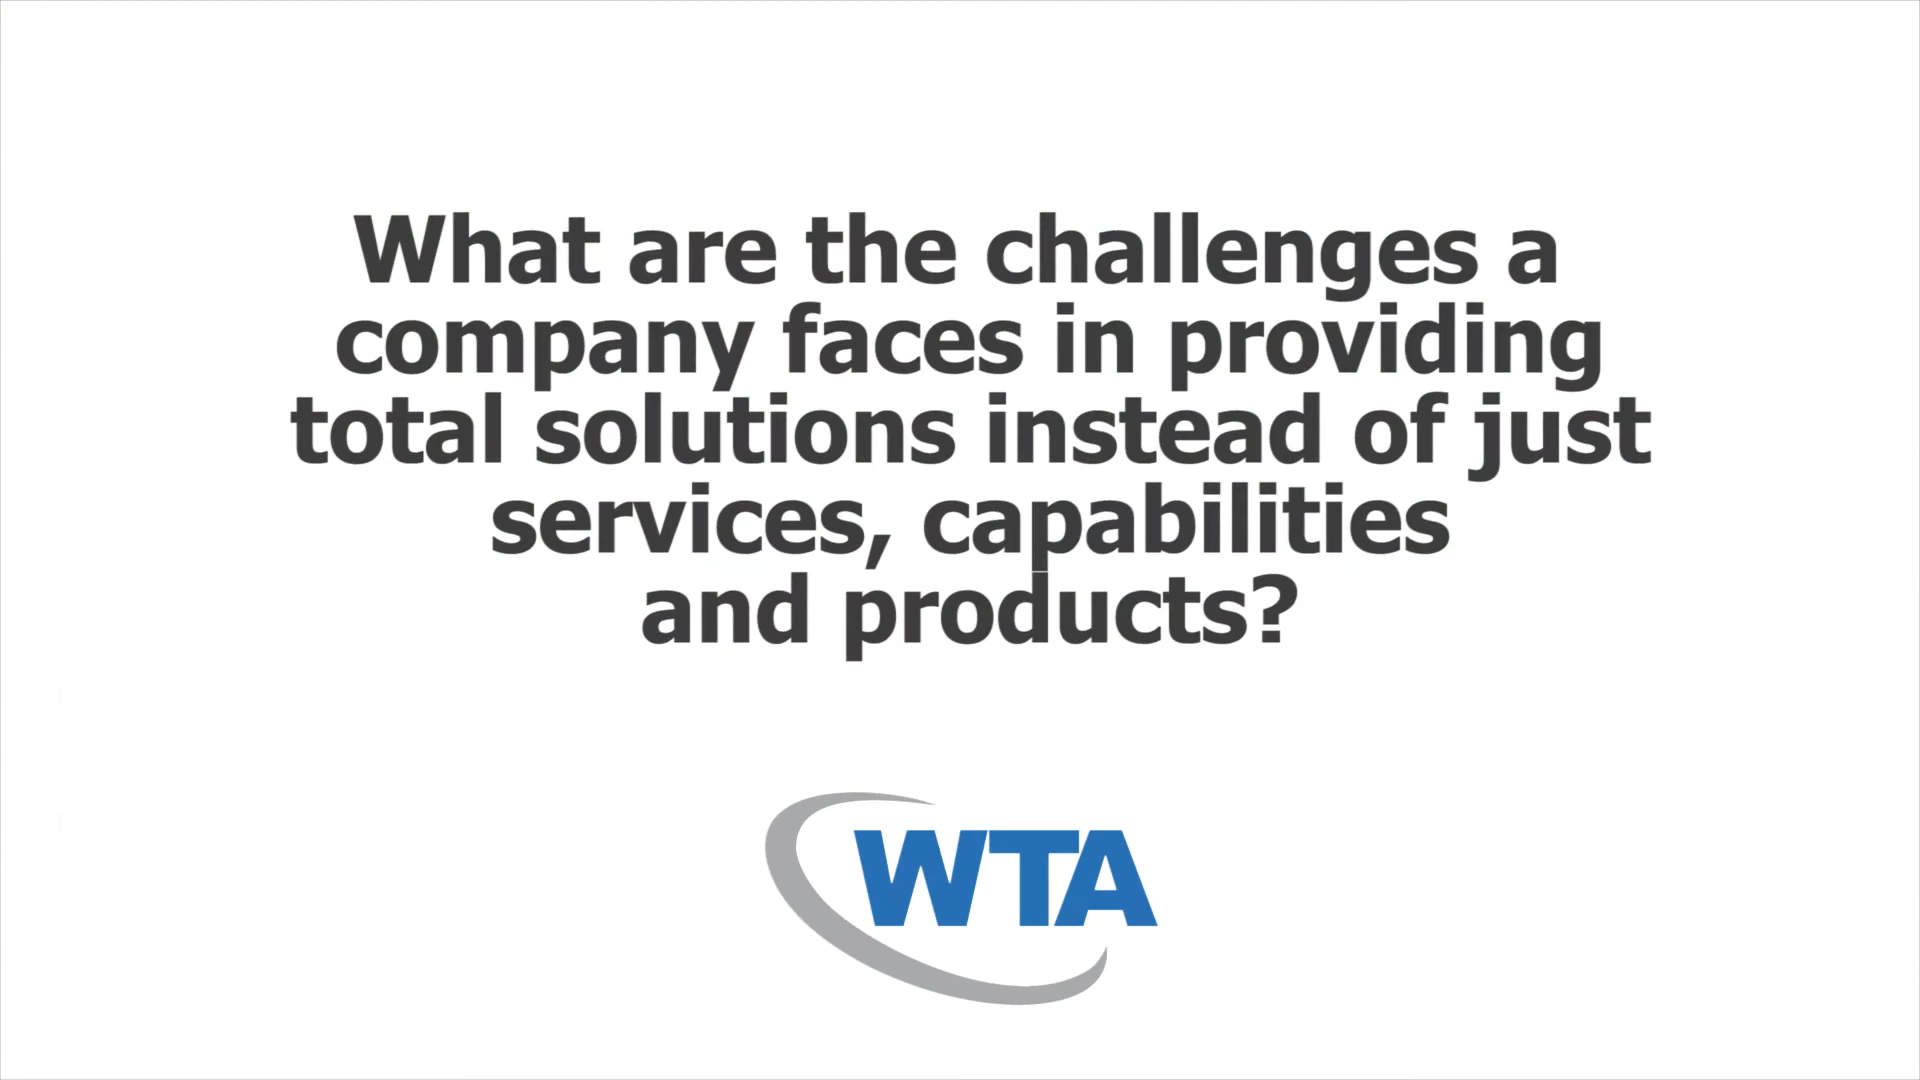 What are the challenges a
company faces in providing
total solutions instead of just
services, capabilities
and products?
WTA